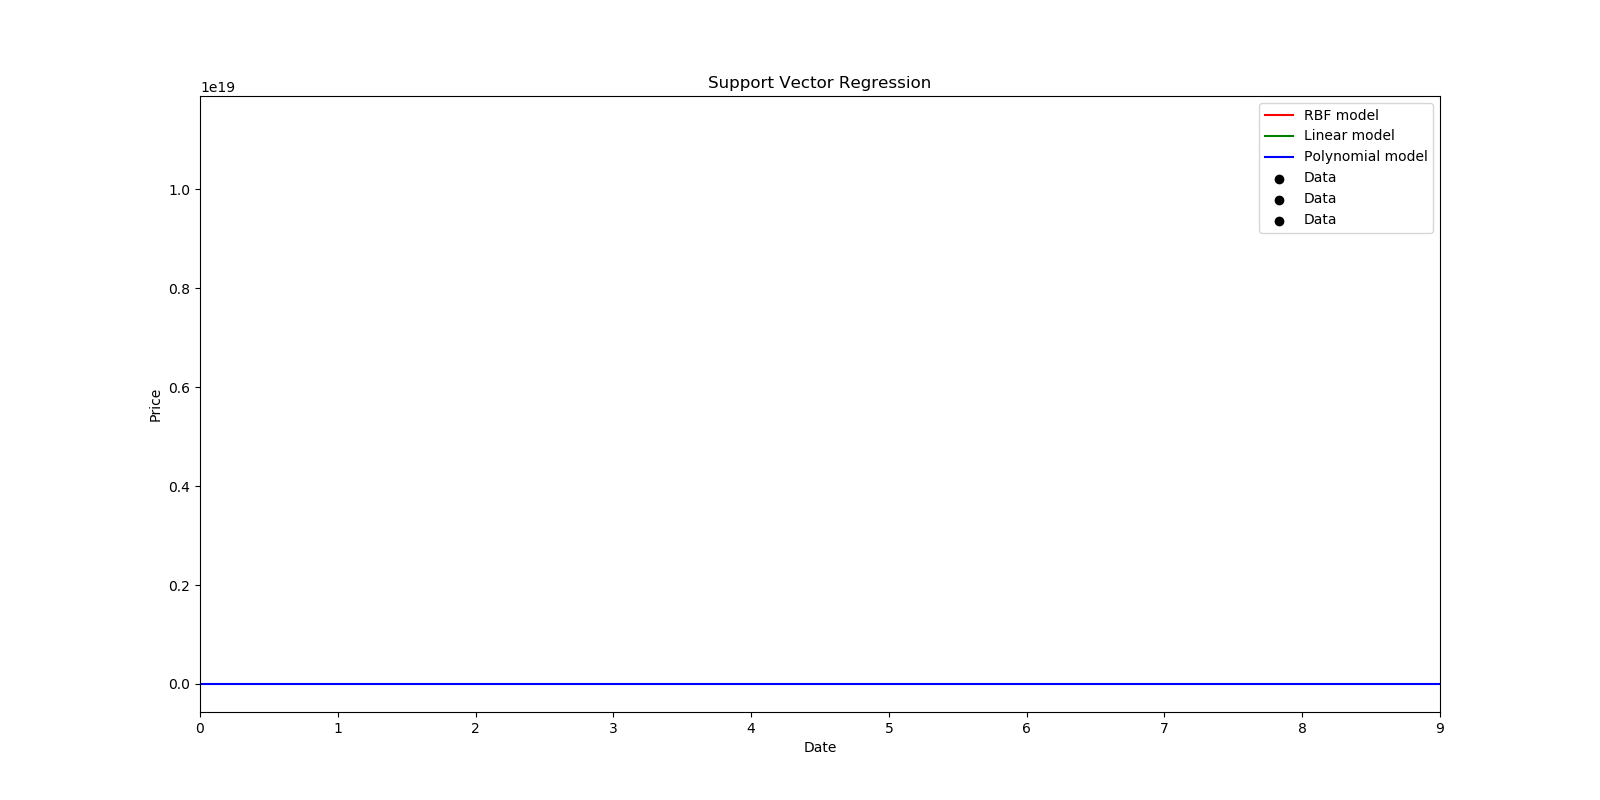 Support Vector Regression
1e19
RBF model
Linear model
Polynomial model
Data
Data
Data
1.0
0.8
0.6
0.4
0.2
0.0
Price
0 1 2 3 4 5 6 7 8 9
Date